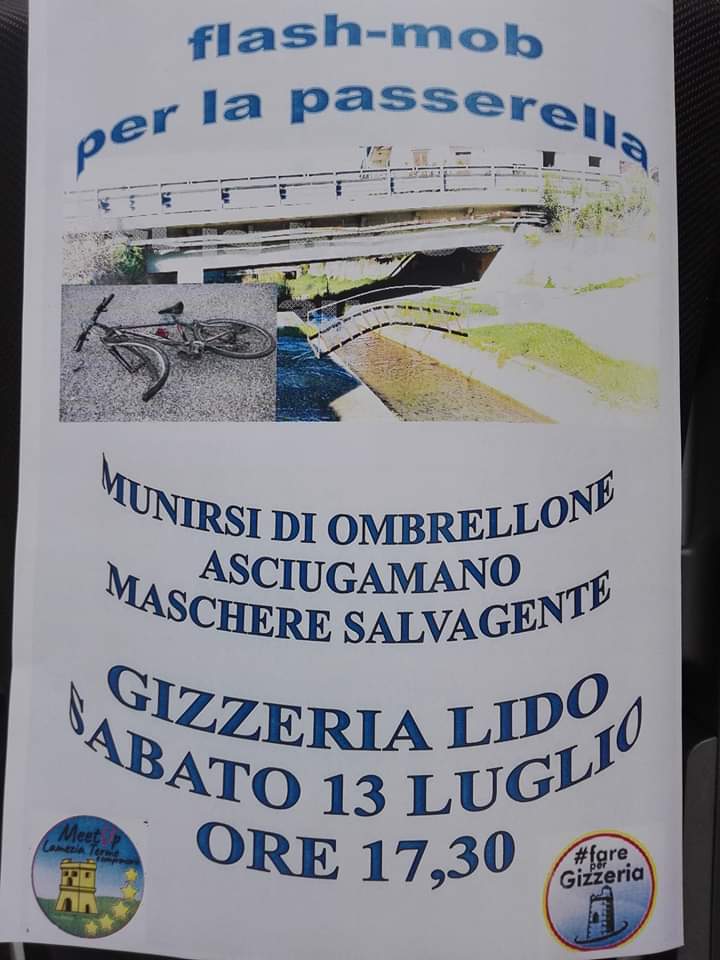 flash-mob
per la passerella
MUNIRSI DI OMBRELLONE
ASCIUGAMANO
MASCHERE SALVAGENTE
GIZZERIA LIDO
SABATO 13 LUGLIO
ORE 17,30
MeetUp
Lamezia Terme
e comprensorio
#fare
per
Gizzeria